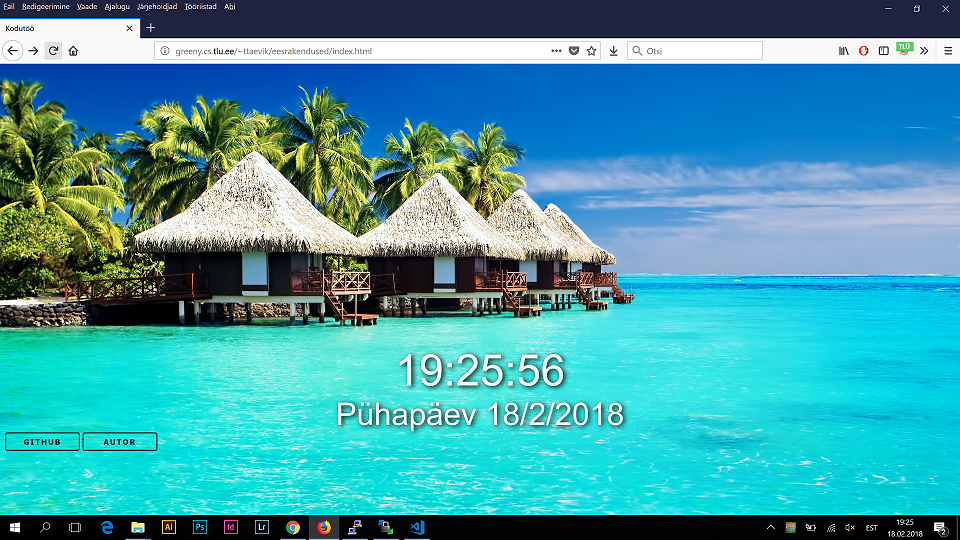 Fail Redigeerimine Vaade Ajalugu Järjehoidjad Tööriistad Abi
Kodutöö
greeny.cs.tlu.ee/~ttaevik/eesrakendused/index.html
Otsi
TLÜ
19:25:56
Pühapäev 18/2/2018
GITHUB AUTOR
Ai Ps Id Lr
EST
19:25
18.02.2018
2